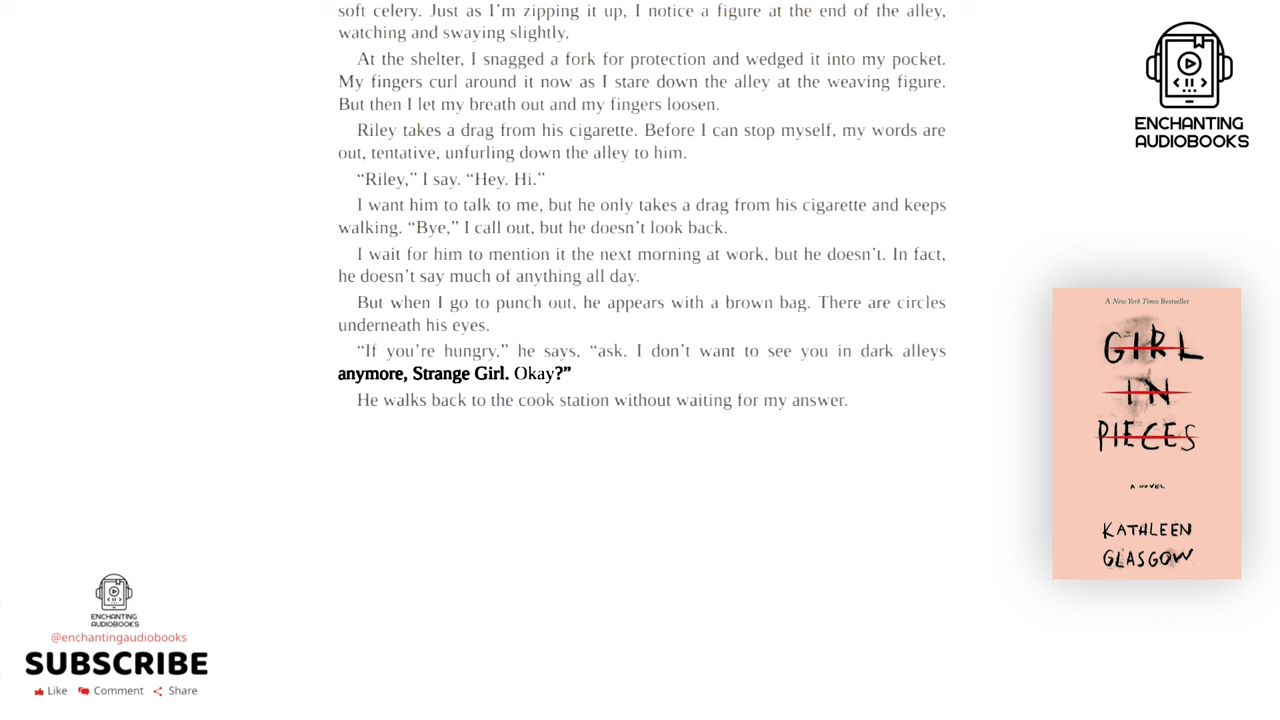 soft celery. Just as I'm zipping it up, I notice a figure at the end of the alley,
watching and swaying slightly.
At the shelter, I snagged a fork for protection and wedged it into my pocket.
My fingers curl around it now as I stare down the alley at the weaving figure.
But then I let my breath out and my fingers loosen.
Riley takes a drag from his cigarette. Before I can stop myself, my words are
out, tentative, unfurling down the alley to him.
“Riley,” I say. “Hey. Hi.”
I want him to talk to me, but he only takes a drag from his cigarette and keeps
walking. “Bye,” I call out, but he doesn't look back.
I wait for him to mention it the next morning at work, but he doesn't. In fact,
he doesn't say much of anything all day.
But when I go to punch out, he appears with a brown bag. There are circles
underneath his eyes.
“If you're hungry,” he says, “ask. I don't want to see you in dark alleys
anymore, Strange Girl. Okay?”
He walks back to the cook station without waiting for my answer.
ENCHANTING
AUDIOBOOKS
A New York Times Bestseller
GIRL
IN
PIECES
A NOVEL
KATHLEEN
GLASGOW
ENCHANTING
AUDIOBOOKS
@enchantingaudiobooks
SUBSCRIBE
Like Comment Share